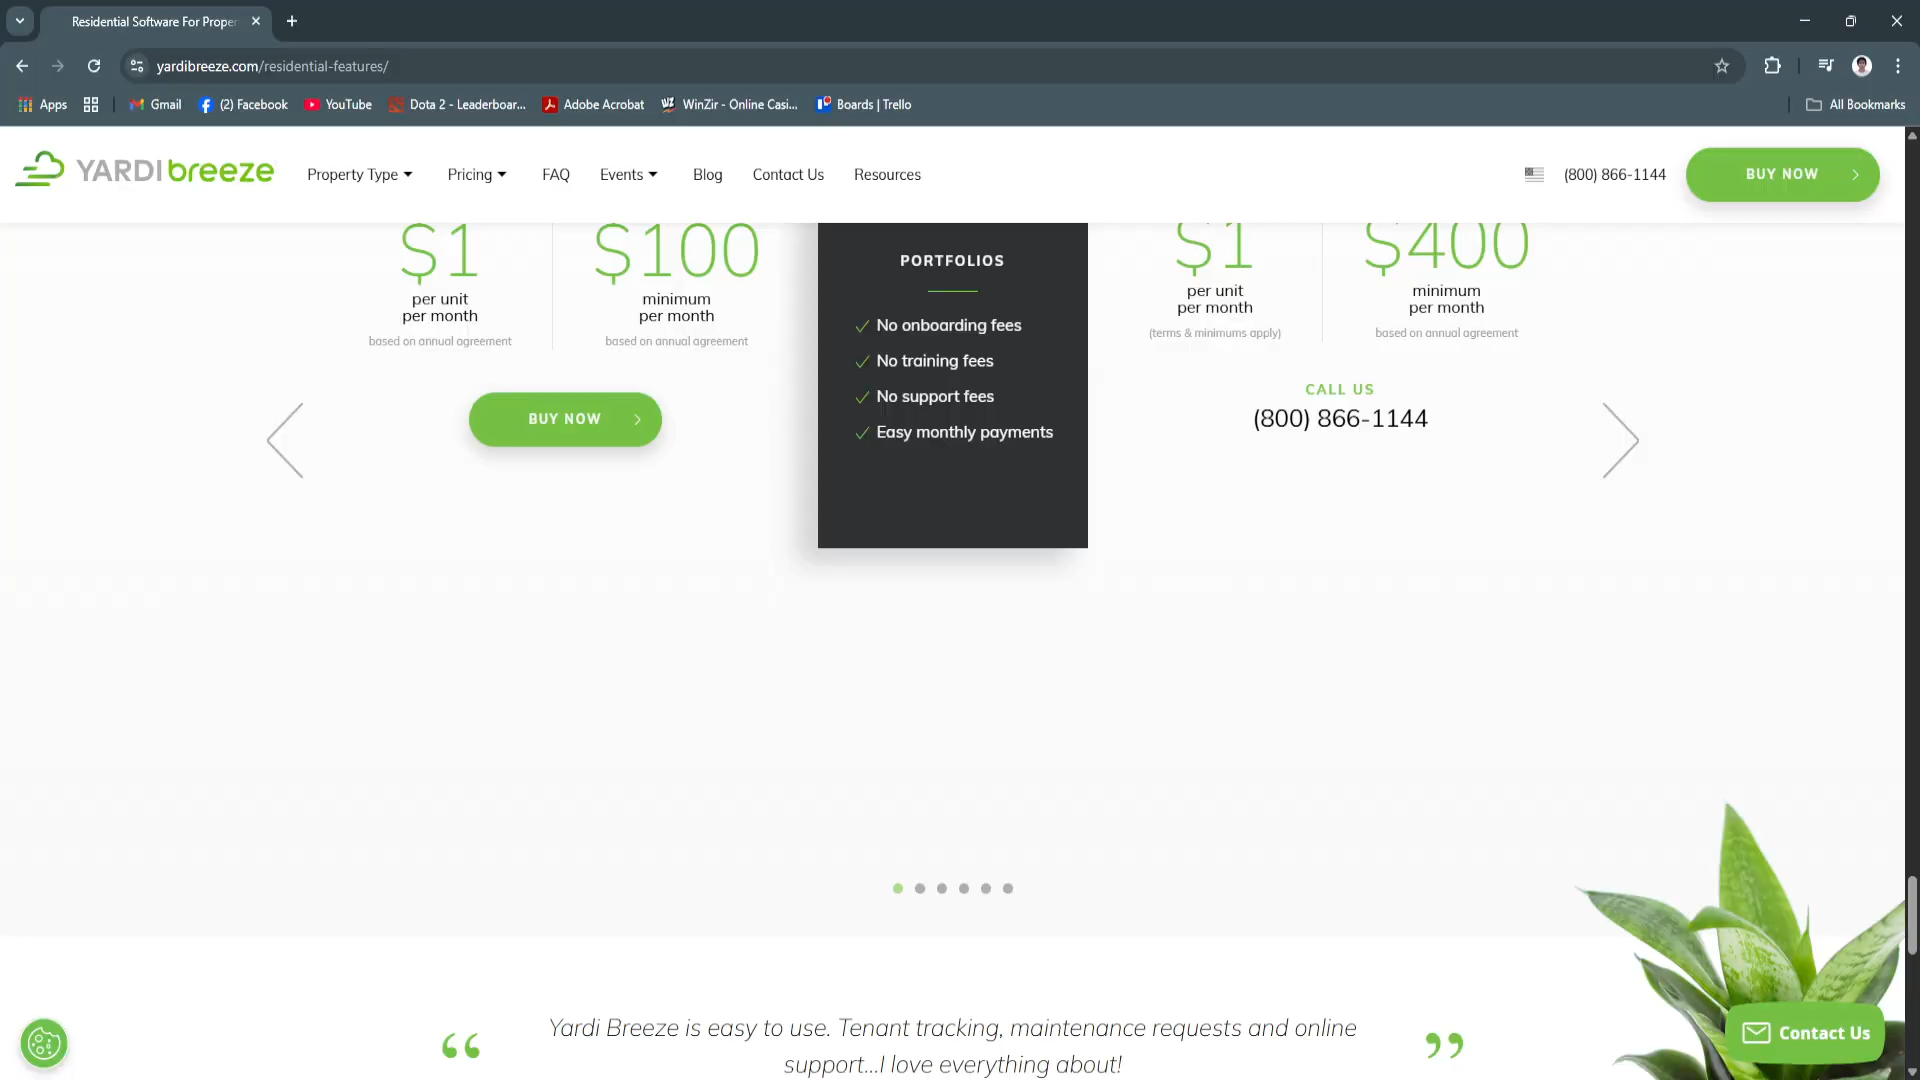 Residential Software For Proper
yardibreeze.com/residential-features/
Apps
Gmail
(2) Facebook
YouTube
Dota 2 - Leaderboar...
Adobe Acrobat
WinZir - Online Casi...
Boards | Trello
All Bookmarks
YARDI breeze
Property Type
Pricing
FAQ
Events
Blog
Contact Us
Resources
(800) 866-1144
BUY NOW
$1
per unit
per month
based on annual agreement
$100
minimum
per month
based on annual agreement
BUY NOW
PORTFOLIOS
No onboarding fees
No training fees
No support fees
Easy monthly payments
$1
per unit
per month
(terms & minimums apply)
$400
minimum
per month
based on annual agreement
CALL US
(800) 866-1144
“ Yardi Breeze is easy to use. Tenant tracking, maintenance requests and online ”
support...I love everything about!
Contact Us